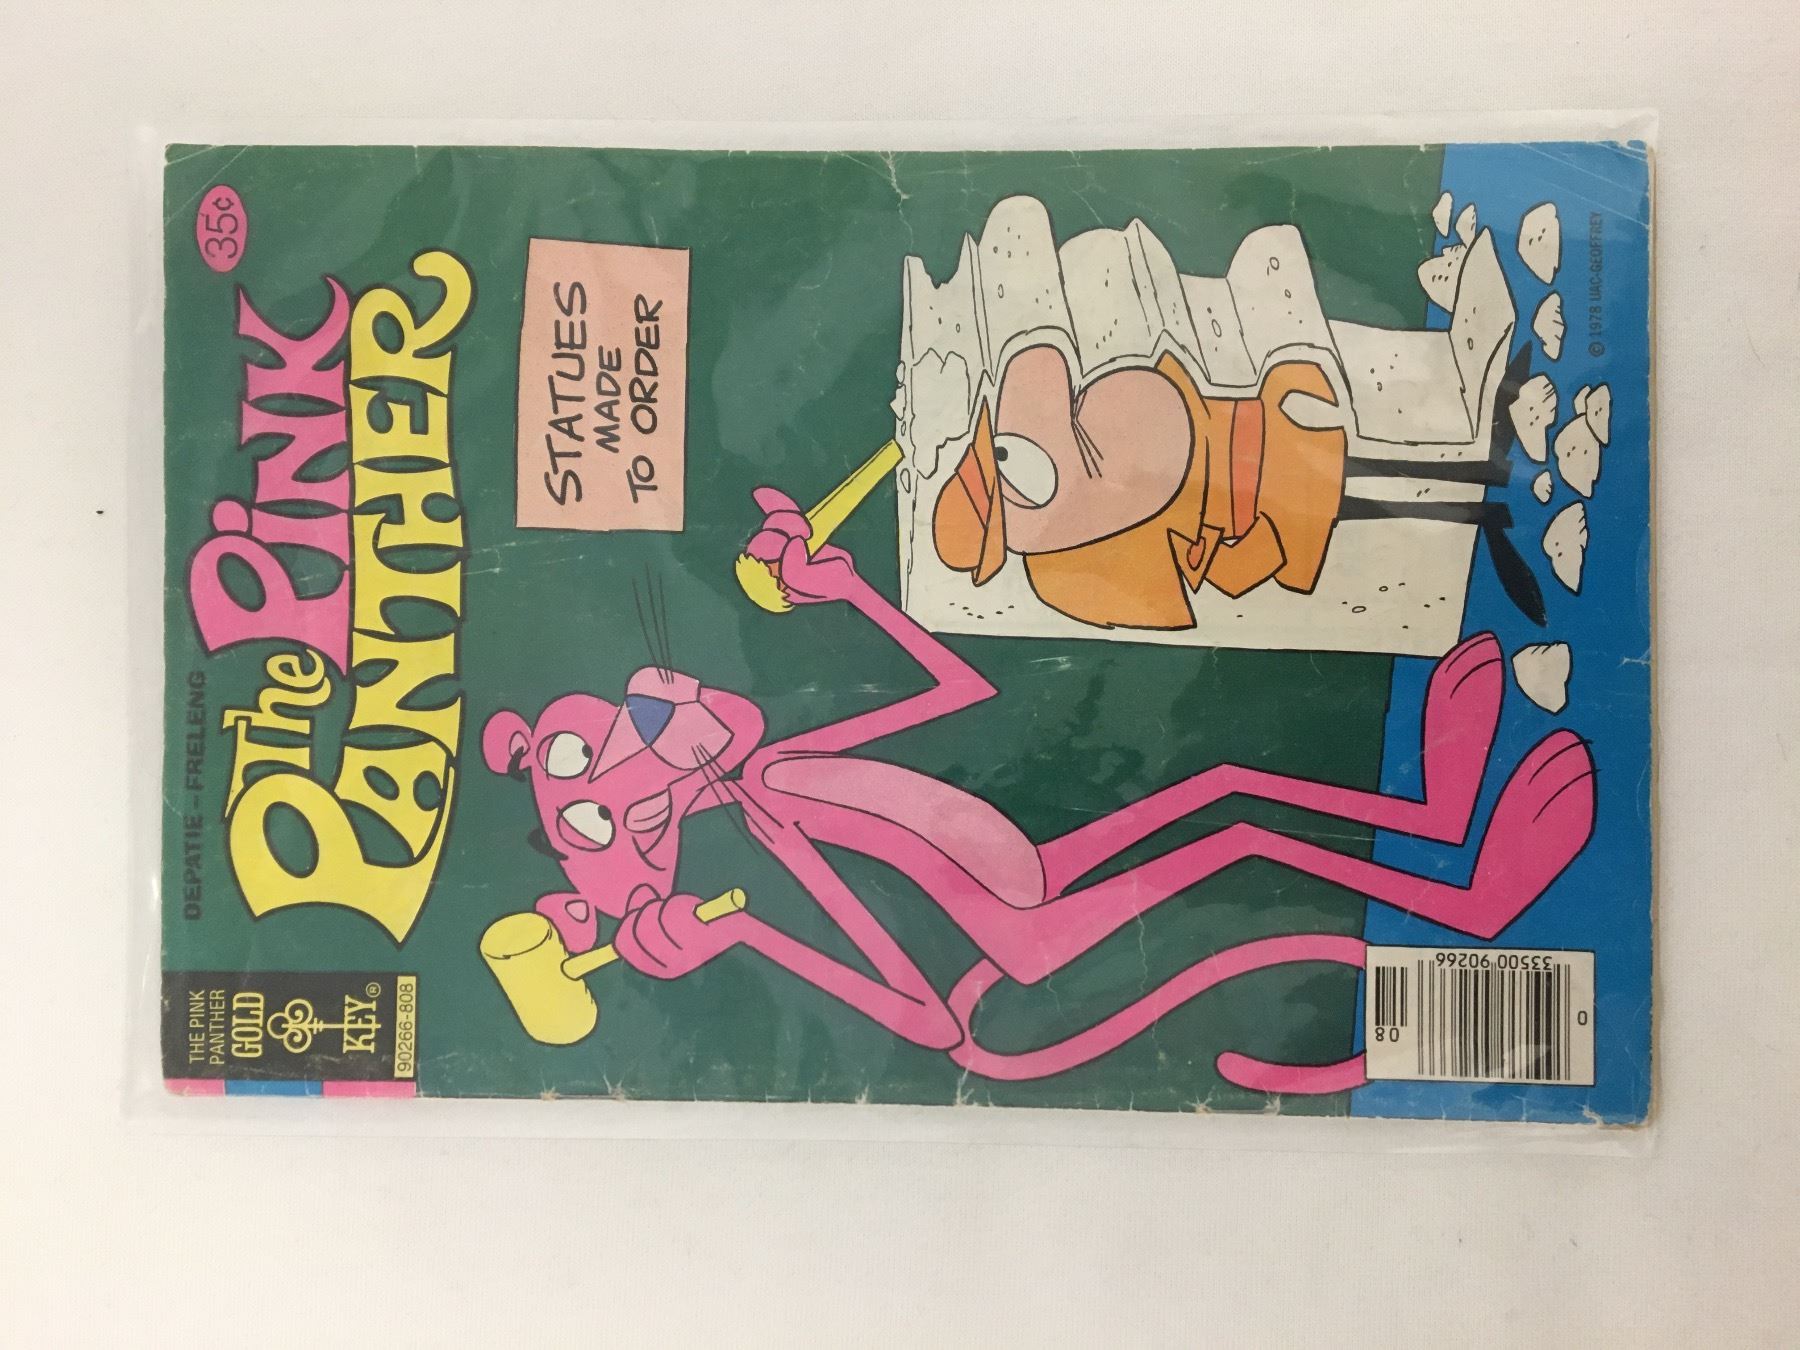 THE PINK
PANTHER
GOLD
KEY®
90266-808
DEPATIE-FRELENG
35¢
The PINK
PANTHER
STATUES
MADE
TO ORDER
© 1978 UAC-GEOFFREY
08
33500 90266
0